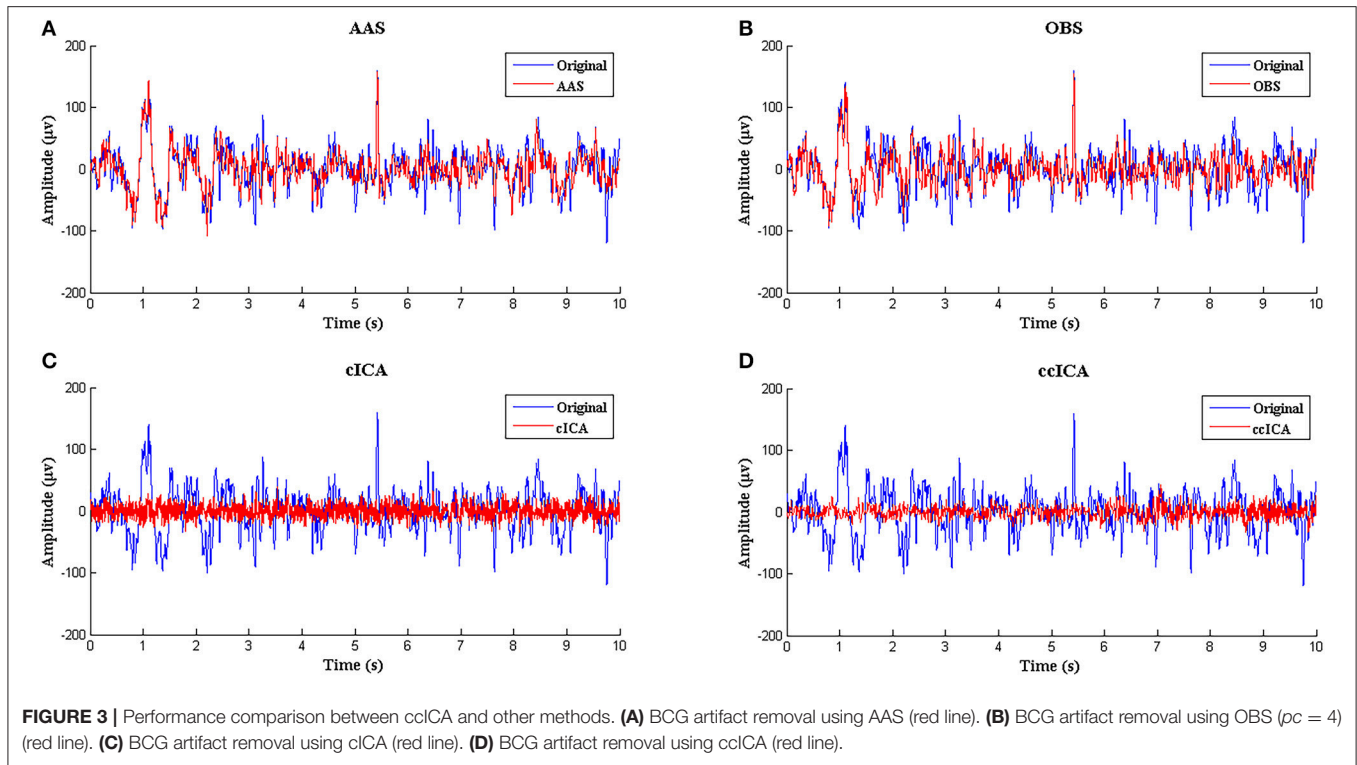 A
AAS
200
100
0
-100
-200
Amplitude (μv)
Original
AAS
0 1 2 3 4 5 6 7 8 9 10
Time (s)
B
OBS
200
100
0
-100
-200
Amplitude (μv)
Original
OBS
0 1 2 3 4 5 6 7 8 9 10
Time (s)
C
cICA
200
100
0
-100
-200
Amplitude (μv)
Original
cICA
0 1 2 3 4 5 6 7 8 9 10
Time (s)
D
ccICA
200
100
0
-100
-200
Amplitude (μv)
Original
ccICA
0 1 2 3 4 5 6 7 8 9 10
Time (s)
FIGURE 3 | Performance comparison between ccICA and other methods. (A) BCG artifact removal using AAS (red line). (B) BCG artifact removal using OBS (pc = 4)
(red line). (C) BCG artifact removal using cICA (red line). (D) BCG artifact removal using ccICA (red line).